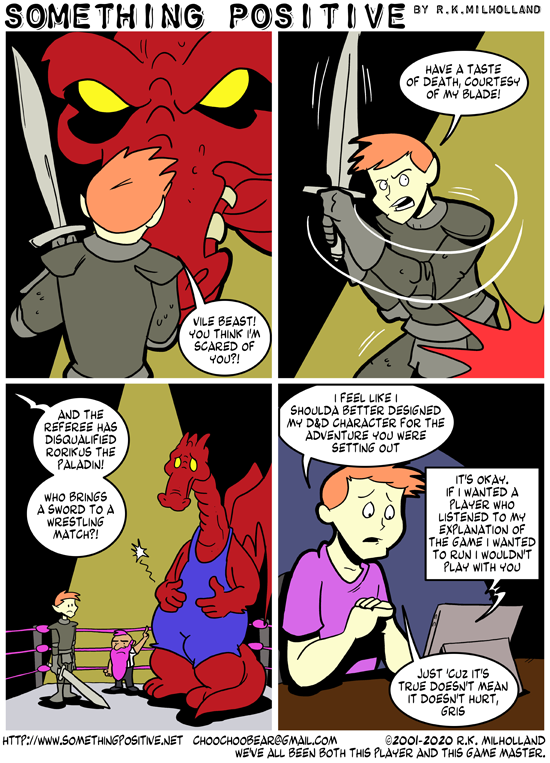 SOMETHING POSITIVE BY R.K.MILHOLLAND
VILE BEAST!
YOU THINK I'M
SCARED OF
YOU?!
HAVE A TASTE
OF DEATH, COURTESY
OF MY BLADE!
AND THE
REFEREE HAS
DISQUALIFIED
RORIKUS THE
PALADIN!
WHO BRINGS
A SWORD TO A
WRESTLING
MATCH?!
I FEEL LIKE I
SHOULDA BETTER DESIGNED
MY D&D CHARACTER FOR THE
ADVENTURE YOU WERE
SETTING OUT
IT'S OKAY.
IF I WANTED A
PLAYER WHO
LISTENED TO MY
EXPLANATION OF
THE GAME I WANTED
TO RUN I WOULDN'T
PLAY WITH YOU
JUST 'CUZ IT'S
TRUE DOESN'T MEAN
IT DOESN'T HURT,
GRIS
HTTP://WWW.SOMETHINGPOSITIVE.NET CHOOCHOOBEAR@GMAIL.COM ©2001-2020 R.K. MILHOLLAND
WE'VE ALL BEEN BOTH THIS PLAYER AND THIS GAME MASTER.